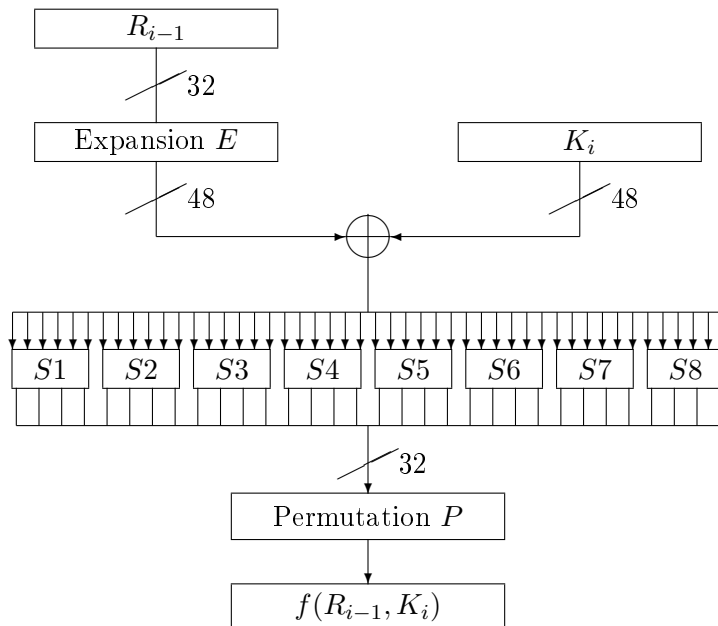 R_{i-1}
32
Expansion E
K_i
48
48
S1 S2 S3 S4 S5 S6 S7 S8
32
Permutation P
f(R_{i-1}, K_i)